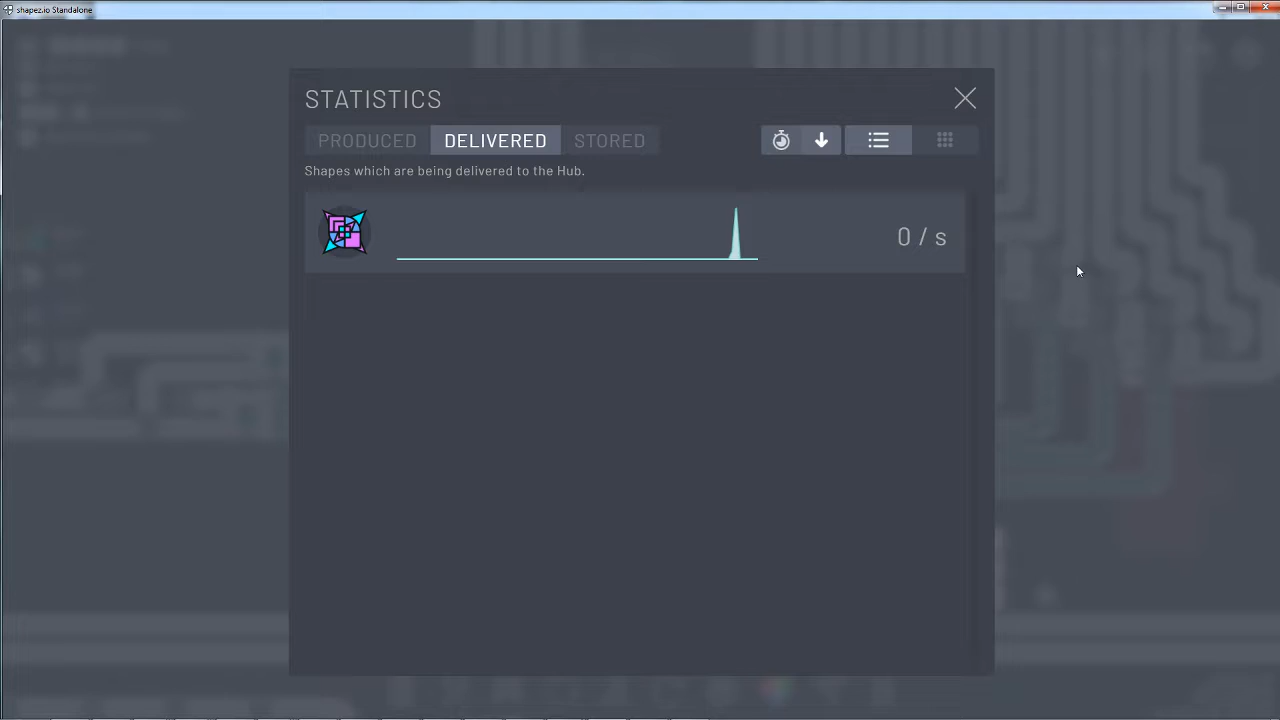 shapez.io Standalone
STATISTICS
PRODUCED DELIVERED STORED
Shapes which are being delivered to the Hub.
0 / s